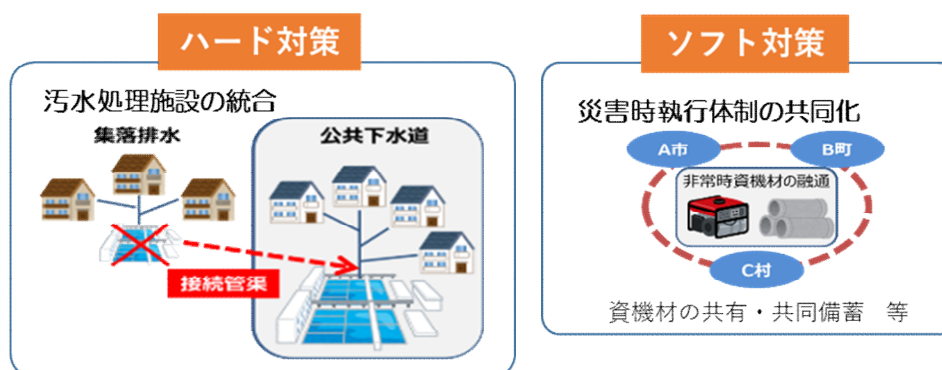 ハード対策
汚水処理施設の統合
集落排水
公共下水道
接続管渠
ソフト対策
災害時執行体制の共同化
A市
B町
非常時資機材の融通
C村
資機材の共有・共同備蓄　等